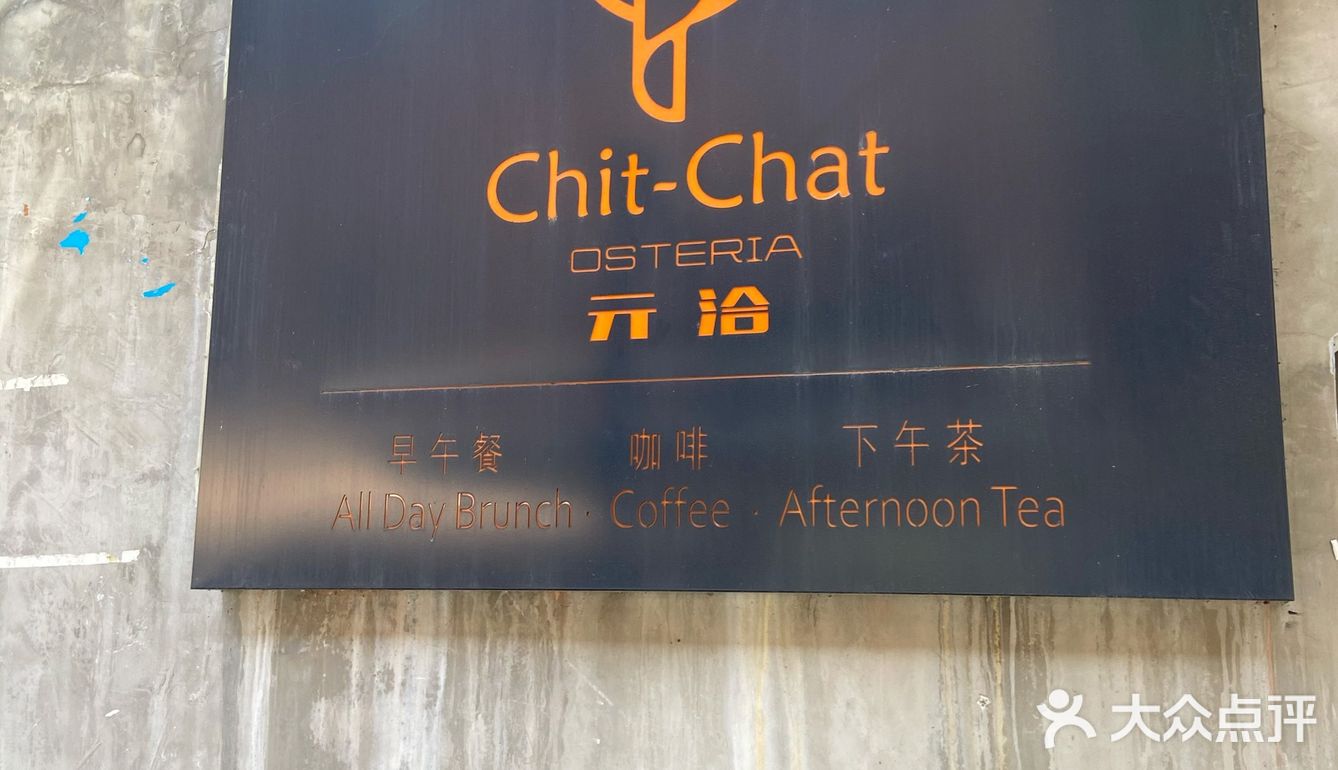 Chit-Chat
OSTERIA
亓洽
早午餐 咖啡 下午茶
All Day Brunch · Coffee · Afternoon Tea
大众点评